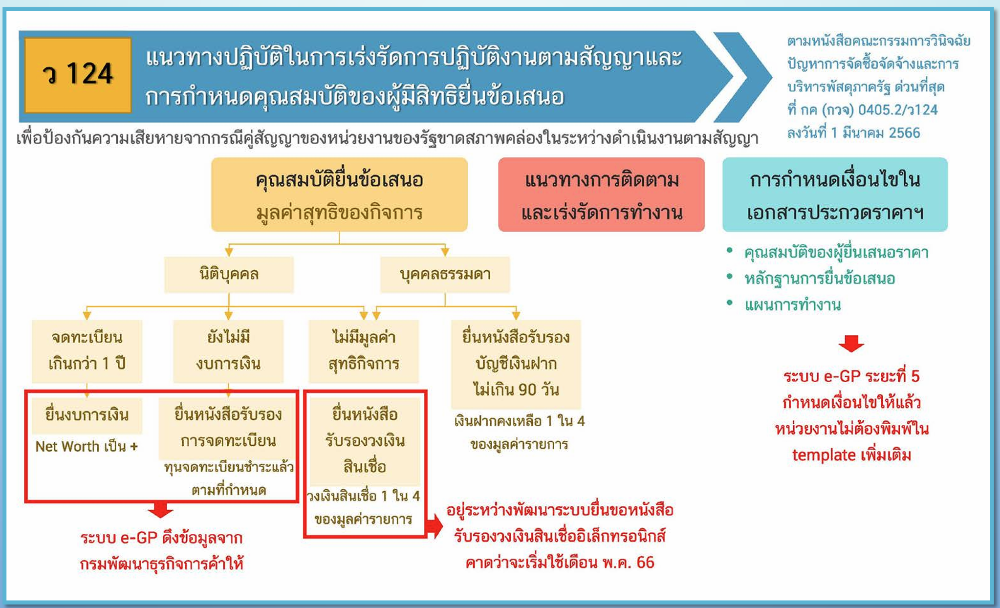 ว 124
แนวทางปฏิบัติในการเร่งรัดการปฏิบัติงานตามสัญญาและ
การกำหนดคุณสมบัติของผู้มีสิทธิยื่นข้อเสนอ
ตามหนังสือคณะกรรมการวินิจฉัย
ปัญหาการจัดซื้อจัดจ้างและการ
บริหารพัสดุภาครัฐ ด่วนที่สุด
ที่ กค (กวจ) 0405.2/ว124
ลงวันที่ 1 มีนาคม 2566
เพื่อป้องกันความเสียหายจากกรณีคู่สัญญาของหน่วยงานของรัฐขาดสภาพคล่องในระหว่างดำเนินงานตามสัญญา
คุณสมบัติยื่นข้อเสนอ
มูลค่าสุทธิของกิจการ
แนวทางการติดตาม
และเร่งรัดการทำงาน
การกำหนดเงื่อนไขใน
เอกสารประกวดราคาฯ
• คุณสมบัติของผู้ยื่นเสนอราคา
• หลักฐานการยื่นข้อเสนอ
• แผนการทำงาน
นิติบุคคล
บุคคลธรรมดา
จดทะเบียน
เกินกว่า 1 ปี
ยังไม่มี
งบการเงิน
ไม่มีมูลค่า
สุทธิกิจการ
ยื่นหนังสือรับรอง
บัญชีเงินฝาก
ไม่เกิน 90 วัน
เงินฝากคงเหลือ 1 ใน 4
ของมูลค่ารายการ
ยื่นงบการเงิน
Net Worth เป็น +
ยื่นหนังสือรับรอง
การจดทะเบียน
ทุนจดทะเบียนชำระแล้ว
ตามที่กำหนด
ยื่นหนังสือ
รับรองวงเงิน
สินเชื่อ
วงเงินสินเชื่อ 1 ใน 4
ของมูลค่ารายการ
ระบบ e-GP ระยะที่ 5
กำหนดเงื่อนไขให้แล้ว
หน่วยงานไม่ต้องพิมพ์ใน
template เพิ่มเติม
ระบบ e-GP ดึงข้อมูลจาก
กรมพัฒนาธุรกิจการค้าให้
อยู่ระหว่างพัฒนาระบบยื่นขอหนังสือ
รับรองวงเงินสินเชื่ออิเล็กทรอนิกส์
คาดว่าจะเริ่มใช้เดือน พ.ค. 66